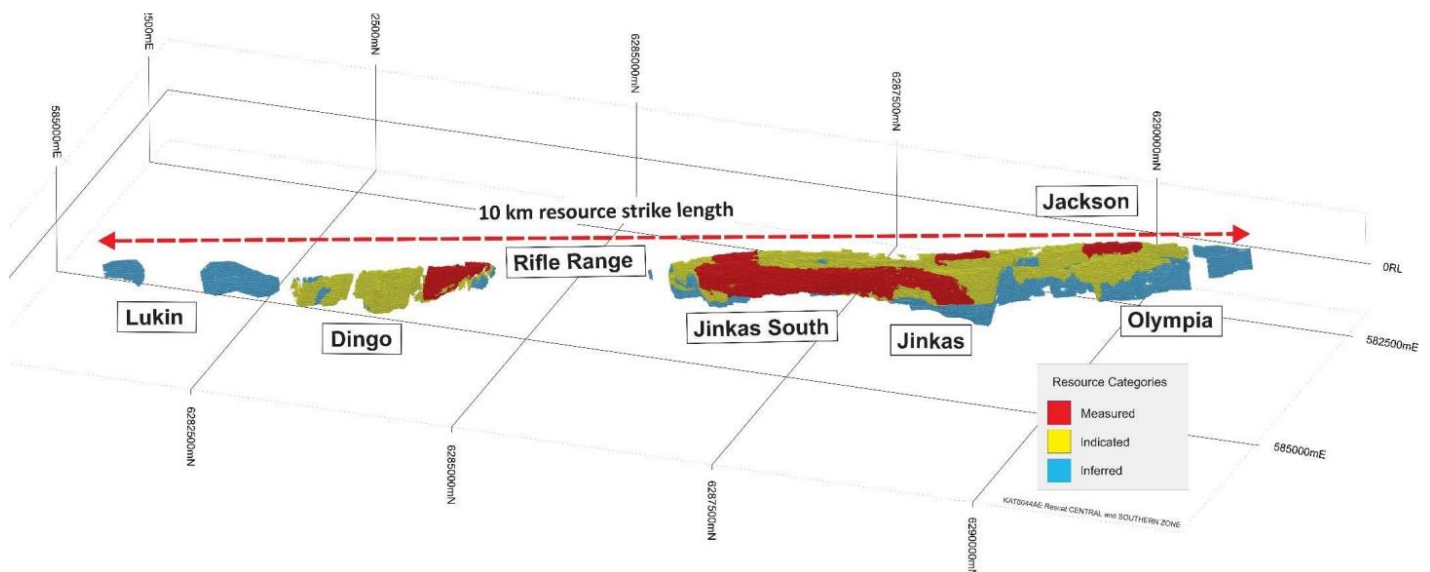 2500mE
2500mN
6285000mN
6287500mN
6290000mN
585000mE
Jackson
10 km resource strike length
Rifle Range
0RL
Lukin
Dingo
Jinkas South
Jinkas
Olympia
582500mE
Resource Categories
Measured
Indicated
Inferred
6282500mN
6285000mN
6287500mN
6290000mN
585000mE
KAT0044AE Rescat CENTRAL and SOUTHERN ZONE